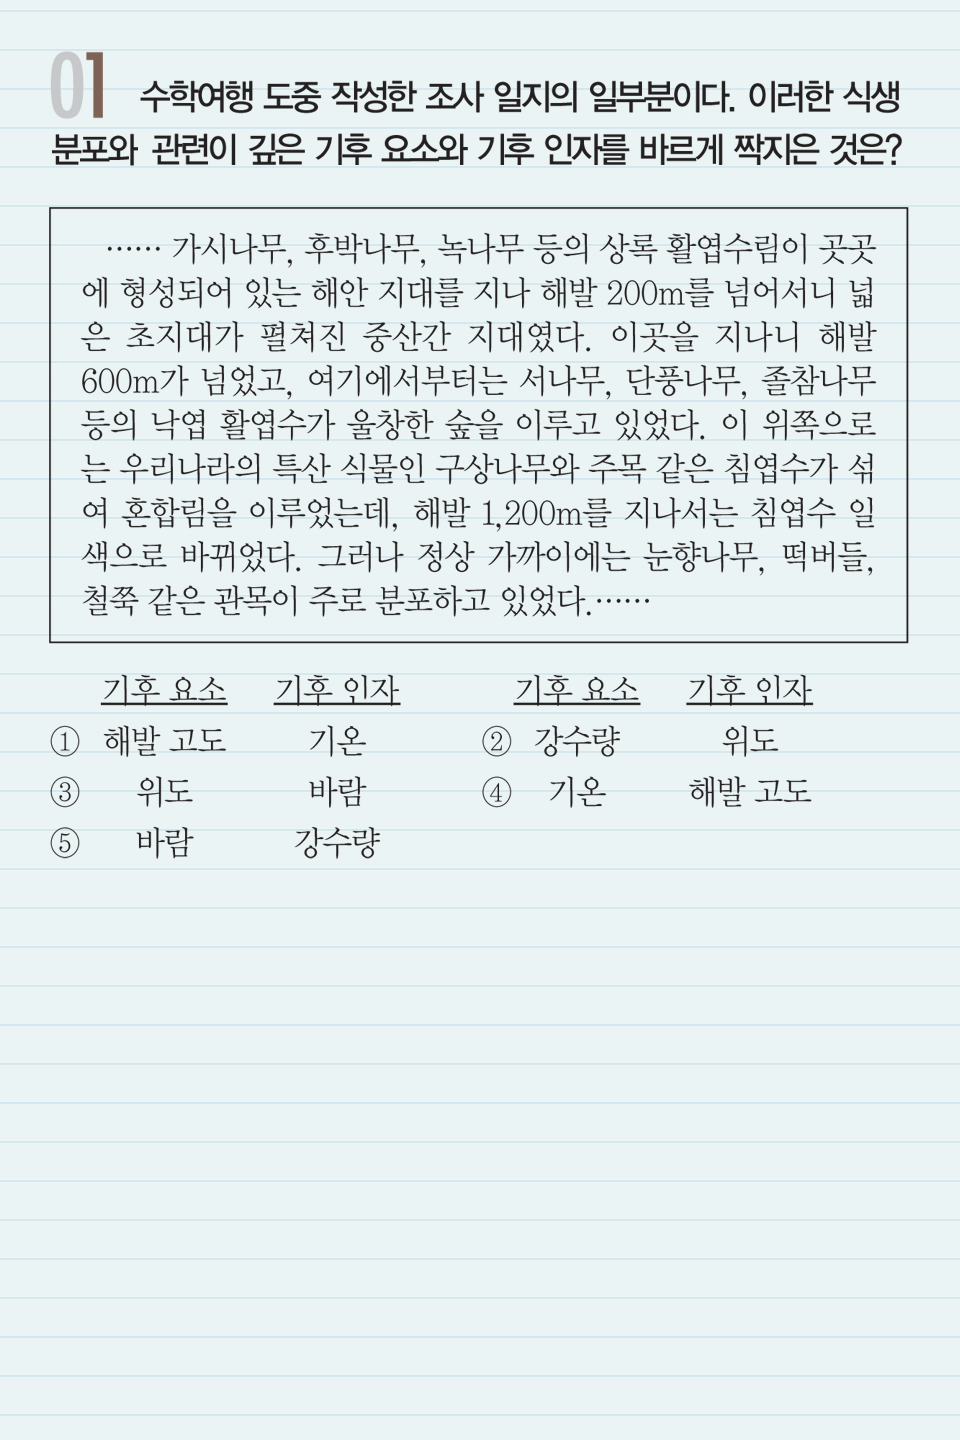 01 수학여행 도중 작성한 조사 일지의 일부분이다. 이러한 식생
분포와 관련이 깊은 기후 요소와 기후 인자를 바르게 짝지은 것은?
…… 가시나무, 후박나무, 녹나무 등의 상록 활엽수림이 곳곳
에 형성되어 있는 해안 지대를 지나 해발 200m를 넘어서니 넓
은 초지대가 펼쳐진 중산간 지대였다. 이곳을 지나니 해발
600m가 넘었고, 여기에서부터는 서나무, 단풍나무, 졸참나무
등의 낙엽 활엽수가 울창한 숲을 이루고 있었다. 이 위쪽으로
는 우리나라의 특산 식물인 구상나무와 주목 같은 침엽수가 섞
여 혼합림을 이루었는데, 해발 1,200m를 지나서는 침엽수 일
색으로 바뀌었다. 그러나 정상 가까이에는 눈향나무, 떡버들,
철쭉 같은 관목이 주로 분포하고 있었다.……
기후 요소 기후 인자 기후 요소 기후 인자
① 해발 고도 기온 ② 강수량 위도
③ 위도 바람 ④ 기온 해발 고도
⑤ 바람 강수량